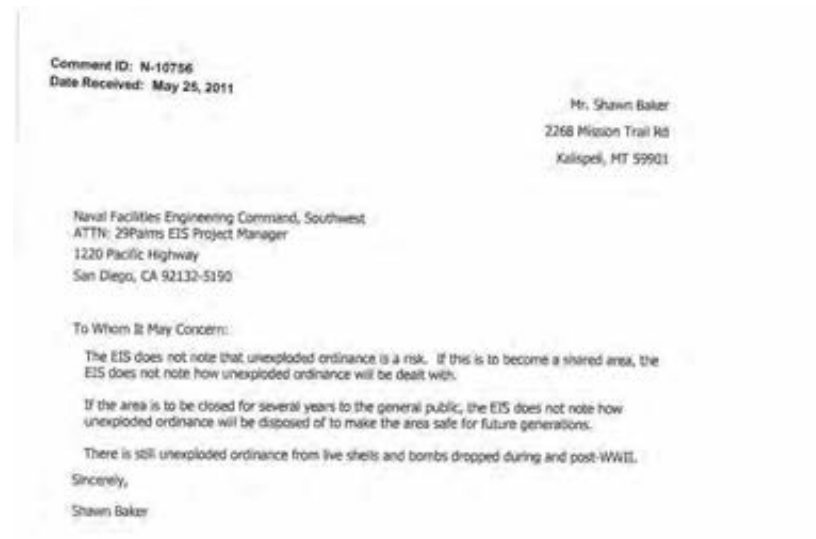 Comment ID: N-10756
Date Received: May 25, 2011
Mr. Shawn Baker
2268 Mission Trail Rd
Kalispell, MT 59901
Naval Facilities Engineering Command, Southwest
ATTN: 29Palms EIS Project Manager
1220 Pacific Highway
San Diego, CA 92132-5190
To Whom It May Concern:
The EIS does not note that unexploded ordinance is a risk. If this is to become a shared area, the
EIS does not note how unexploded ordinance will be dealt with.
If the area is to be closed for several years to the general public, the EIS does not note how
unexploded ordinance will be disposed of to make the area safe for future generations.
There is still unexploded ordinance from live shells and bombs dropped during and post-WWII.
Sincerely,
Shawn Baker